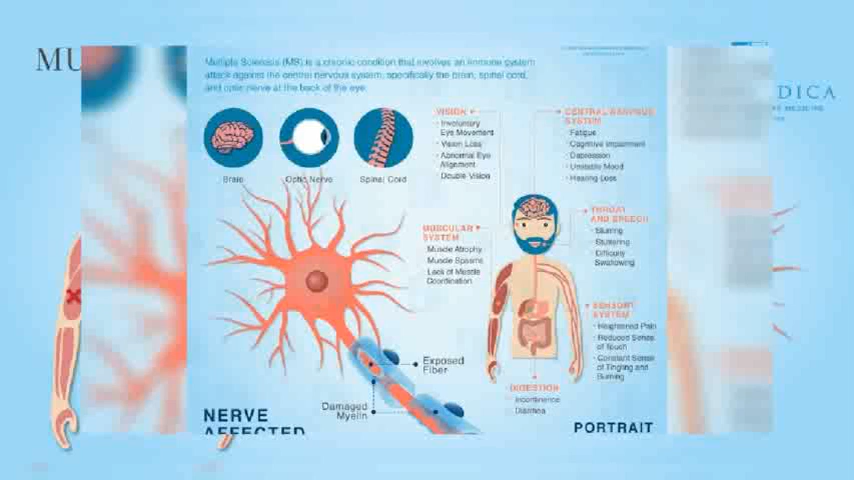 MU
DICA
Multiple Sclerosis (MS) is a chronic condition that involves an immune system
attack against the central nervous system, specifically the brain, spinal cord,
and optic nerve at the back of the eye.
Brain
Optic Nerve
Spinal Cord
VISION
· Involuntary
Eye Movement
· Vision Loss
· Abnormal Eye
Alignment
· Double Vision
CENTRAL NERVOUS
SYSTEM
· Fatigue
· Cognitive Impairment
· Depression
· Unstable Mood
· Hearing Loss
MUSCULAR
SYSTEM
· Muscle Atrophy
· Muscle Spasms
· Lack of Muscle
Coordination
THROAT
AND SPEECH
· Slurring
· Stuttering
· Difficulty
Swallowing
SENSORY
SYSTEM
· Heightened Pain
· Reduced Sense
of Touch
· Constant Sense
of Tingling and
Burning
DIGESTION
· Incontinence
· Diarrhea
Exposed
Fiber
Damaged
Myelin
NERVE
AFFECTED
PORTRAIT